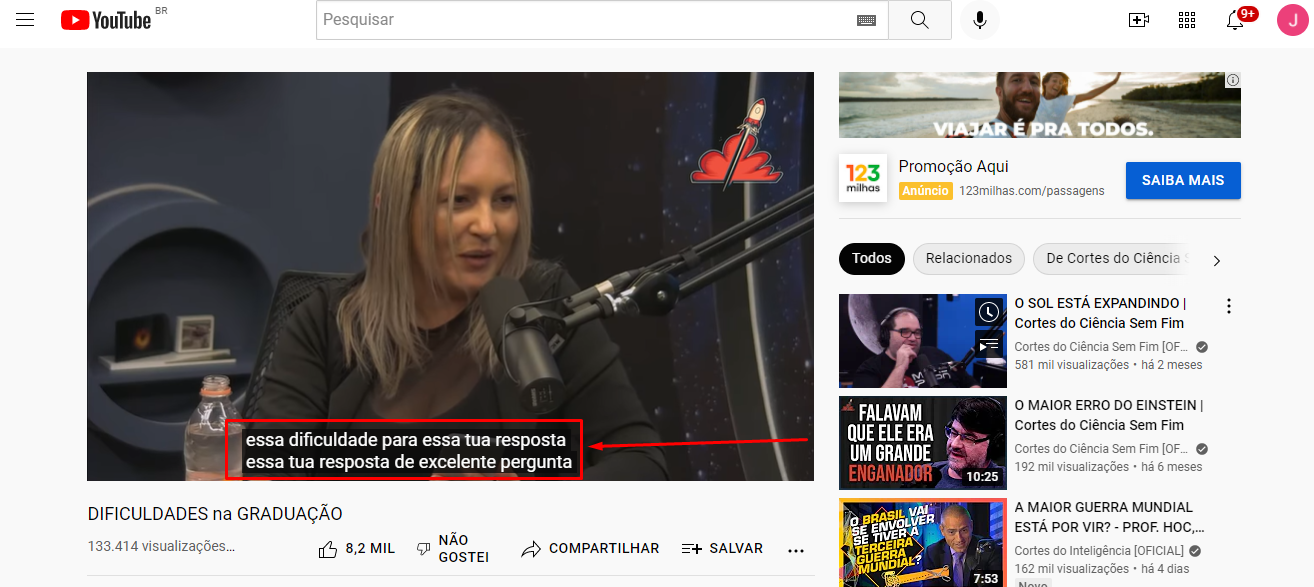 YouTube BR
Pesquisar
9+
J
VIAJAR É PRA TODOS.
123
milhas
Promoção Aqui
Anúncio 123milhas.com/passagens
SAIBA MAIS
essa dificuldade para essa tua resposta
essa tua resposta de excelente pergunta
DIFICULDADES na GRADUAÇÃO
133.414 visualizações...
8,2 MIL
NÃO
GOSTEI
COMPARTILHAR
SALVAR
Todos
Relacionados
De Cortes do Ciência
O SOL ESTÁ EXPANDINDO |
Cortes do Ciência Sem Fim
Cortes do Ciência Sem Fim [OF...
581 mil visualizações • há 2 meses
FALAVAM
QUE ELE ERA
UM GRANDE
ENGANADOR
10:25
O MAIOR ERRO DO EINSTEIN |
Cortes do Ciência Sem Fim
Cortes do Ciência Sem Fim [OF...
192 mil visualizações • há 6 meses
O BRASIL VAI
SE ENVOLVER
SE TIVER A
TERCEIRA
GUERRA
MUNDIAL?
7:53
A MAIOR GUERRA MUNDIAL
ESTÁ POR VIR? - PROF. HOC,...
Cortes do Inteligência [OFICIAL]
162 mil visualizações • há 4 dias
Novo